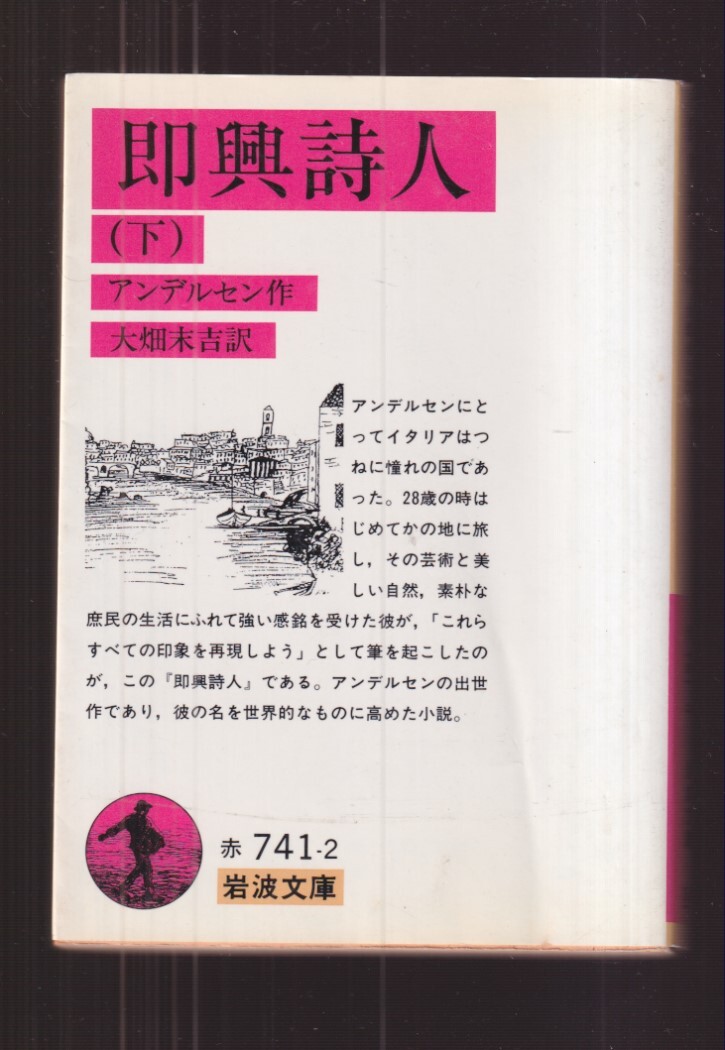 即興詩人
（下）
アンデルセン作
大畑末吉訳
アンデルセンにと
ってイタリアはつ
ねに憧れの国であ
った。28歳の時は
じめてかの地に旅
し，その芸術と美
しい自然，素朴な
庶民の生活にふれて強い感銘を受けた彼が，「これら
すべての印象を再現しよう」として筆を起こしたの
が，この『即興詩人』である。アンデルセンの出世
作であり，彼の名を世界的なものに高めた小説。
赤 741-2
岩波文庫